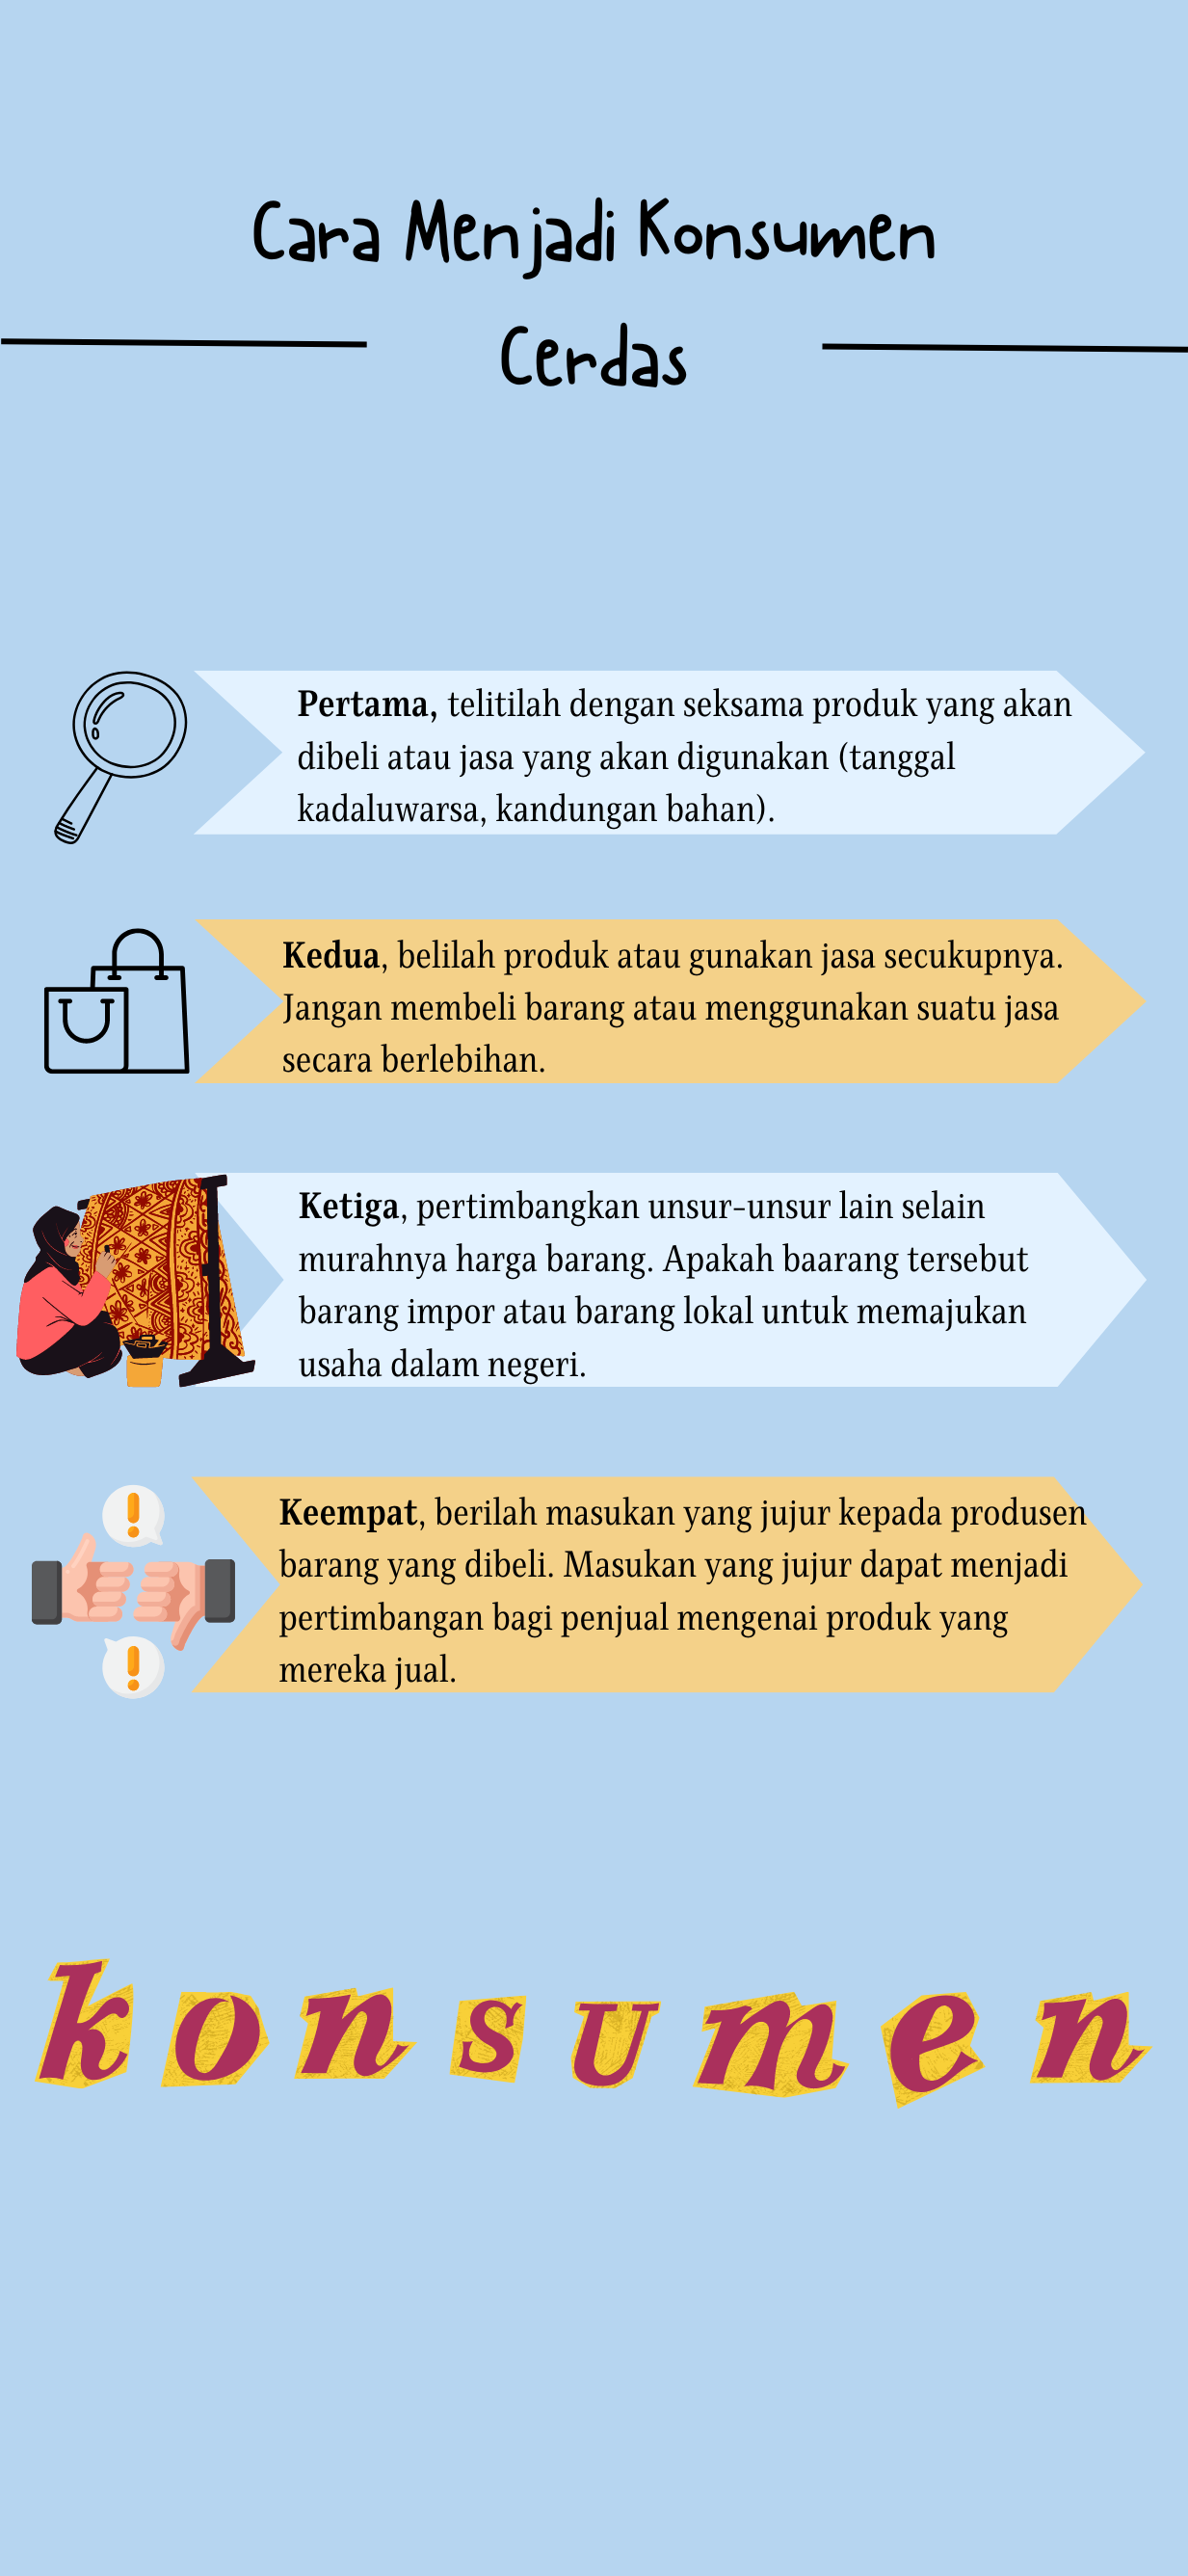 Cara Menjadi Konsumen
Cerdas
Pertama, telitilah dengan seksama produk yang akan
dibeli atau jasa yang akan digunakan (tanggal
kadaluwarsa, kandungan bahan).
Kedua, belilah produk atau gunakan jasa secukupnya.
Jangan membeli barang atau menggunakan suatu jasa
secara berlebihan.
Ketiga, pertimbangkan unsur-unsur lain selain
murahnya harga barang. Apakah baarang tersebut
barang impor atau barang lokal untuk memajukan
usaha dalam negeri.
Keempat, berilah masukan yang jujur kepada produsen
barang yang dibeli. Masukan yang jujur dapat menjadi
pertimbangan bagi penjual mengenai produk yang
mereka jual.
konsumen